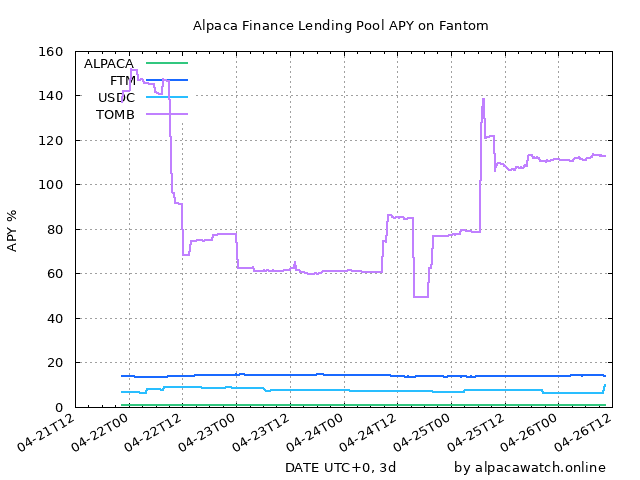 Alpaca Finance Lending Pool APY on Fantom
160
140
120
100
80
60
40
20
0
APY %
ALPACA
FTM
USDC
TOMB
04-21T12
04-22T00
04-22T12
04-23T00
04-23T12
04-24T00
04-24T12
04-25T00
04-25T12
04-26T00
04-26T12
DATE UTC+0, 3d
by alpacawatch.online